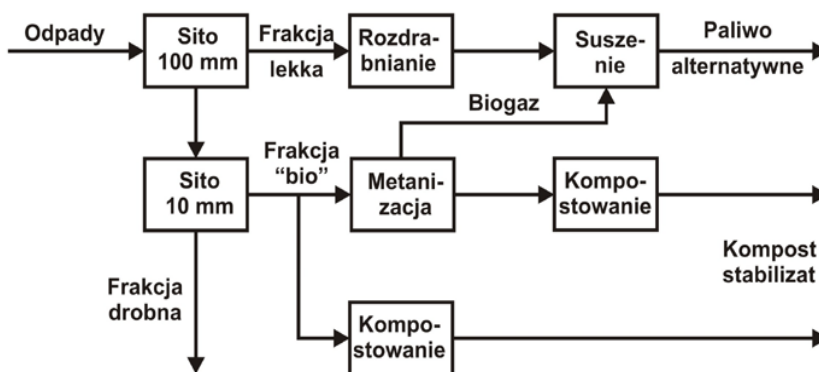 Odpady
Sito
100 mm
Frakcja
lekka
Rozdra-
bnianie
Susze-
nie
Paliwo
alternatywne
Biogaz
Sito
10 mm
Frakcja
“bio”
Metani-
zacja
Kompo-
stowanie
Kompost
stabilizat
Frakcja
drobna
Kompo-
stowanie